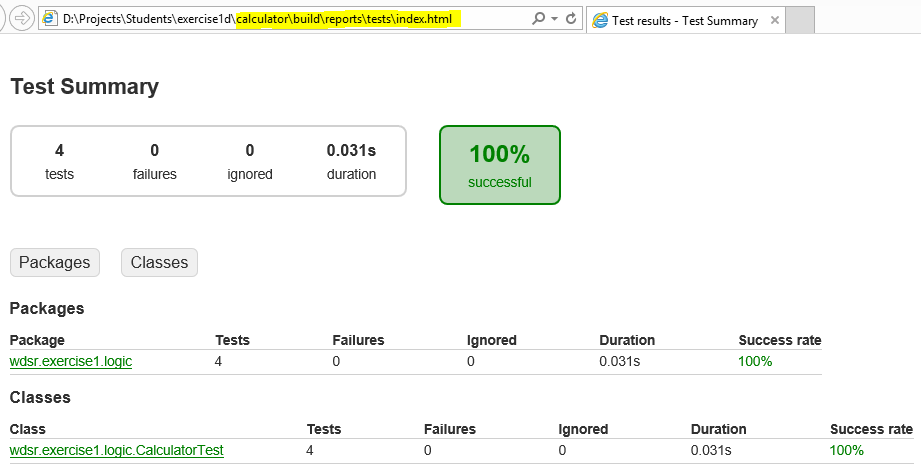 D:\Projects\Students\exercise1d\calculator\build\reports\tests\index.html
Test results - Test Summary
Test Summary
4 0 0 0.031s
tests failures ignored duration
100%
successful
Packages Classes
Packages
Package Tests Failures Ignored Duration Success rate
wdsr.exercise1.logic 4 0 0 0.031s 100%
Classes
Class Tests Failures Ignored Duration Success rate
wdsr.exercise1.logic.CalculatorTest 4 0 0 0.031s 100%